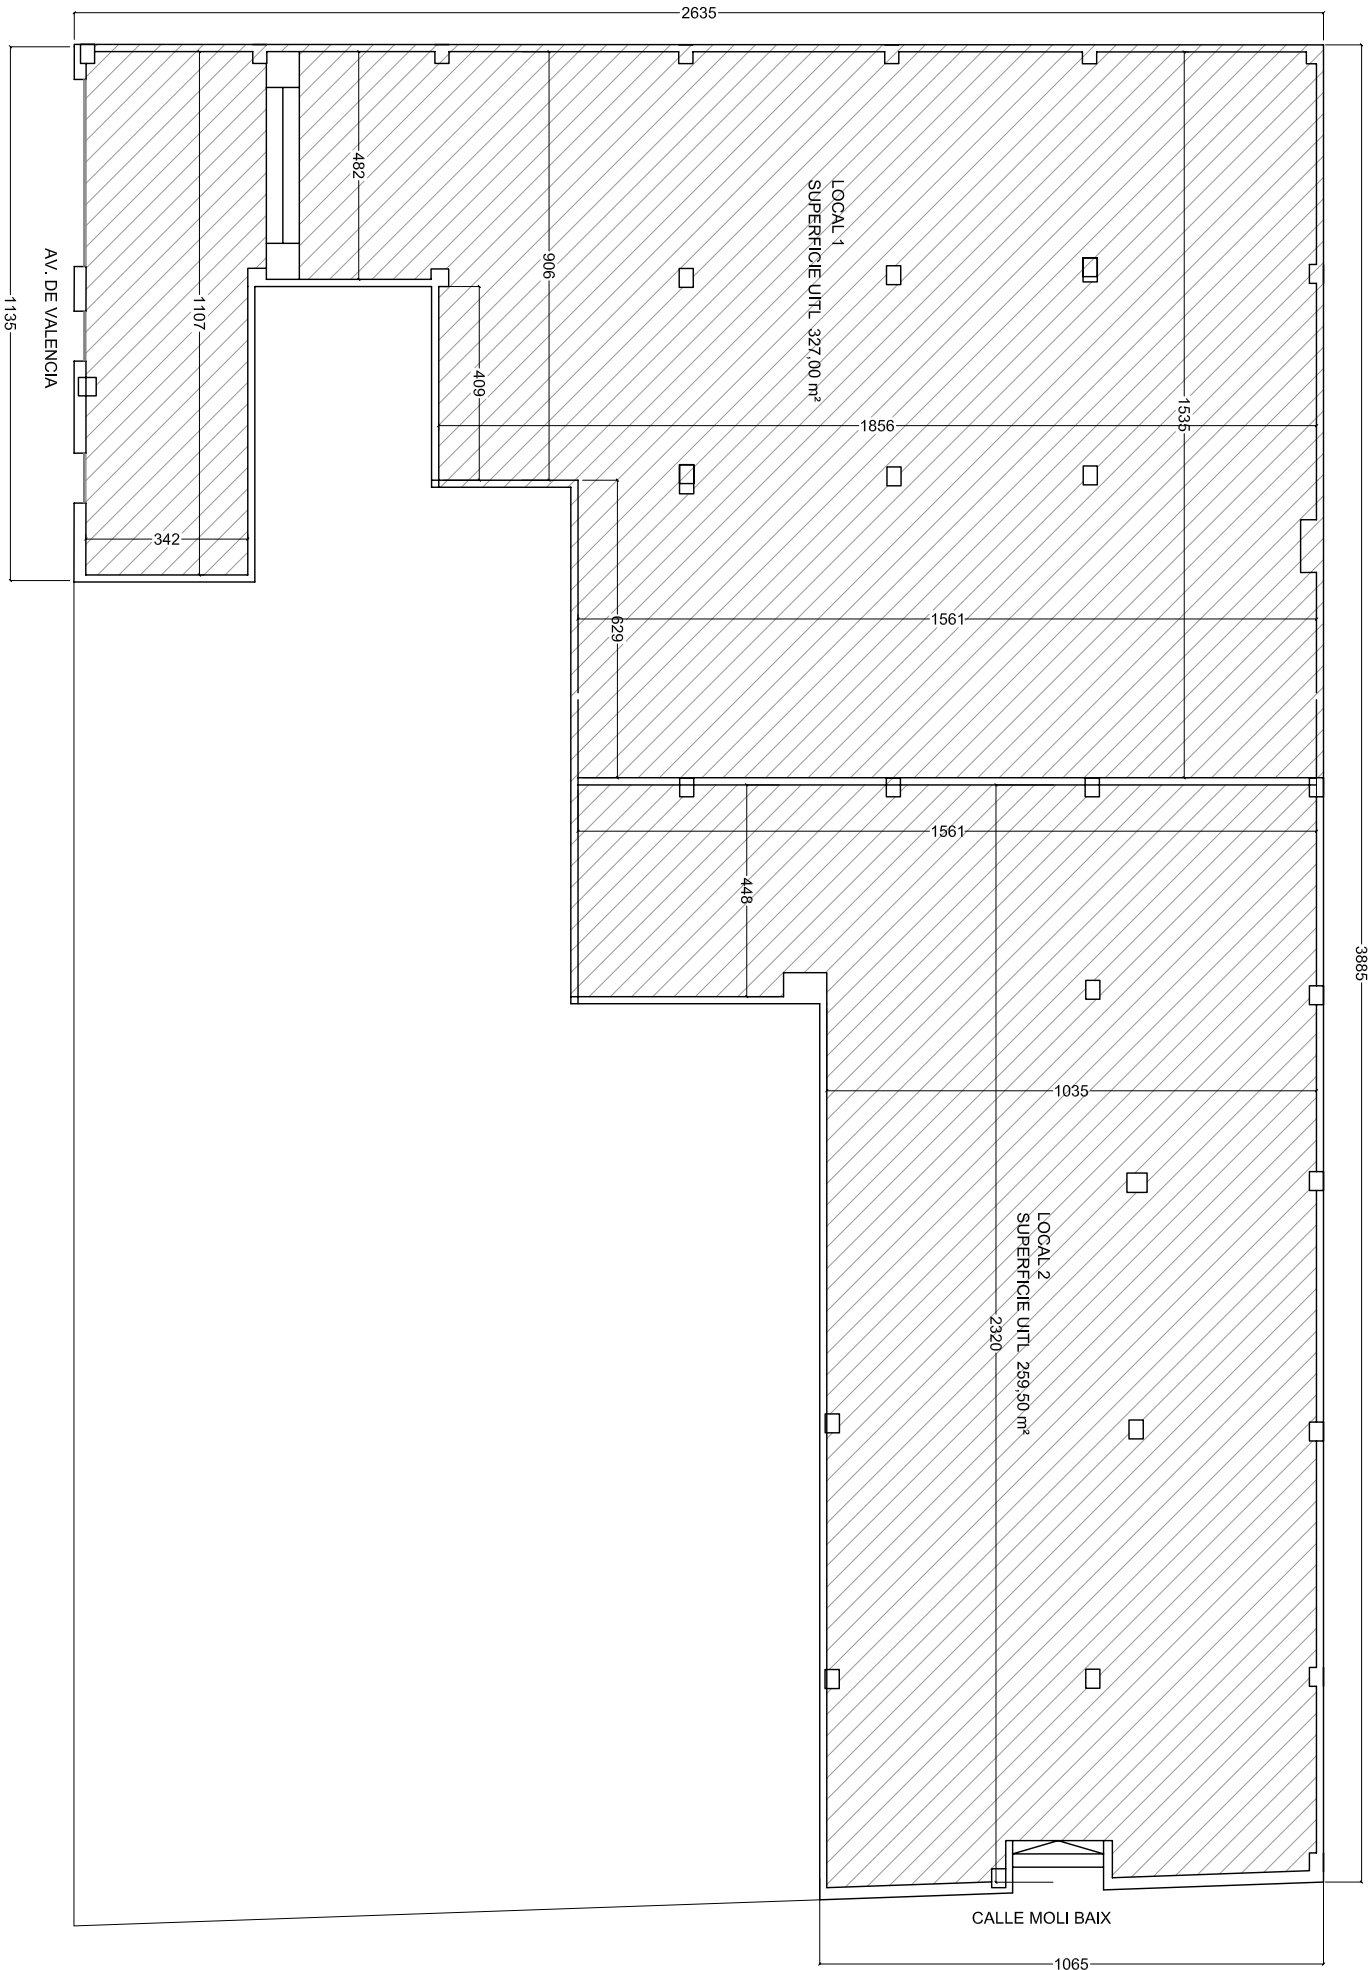 2635
482
906
LOCAL 1
SUPERFICIE UITL 327,00 m²
1535
AV. DE VALENCIA
1135
1107
409
1856
342
629
1561
1561
448
3885
1035
LOCAL 2
SUPERFICIE UITL 259,50 m²
2320
CALLE MOLI BAIX
1065